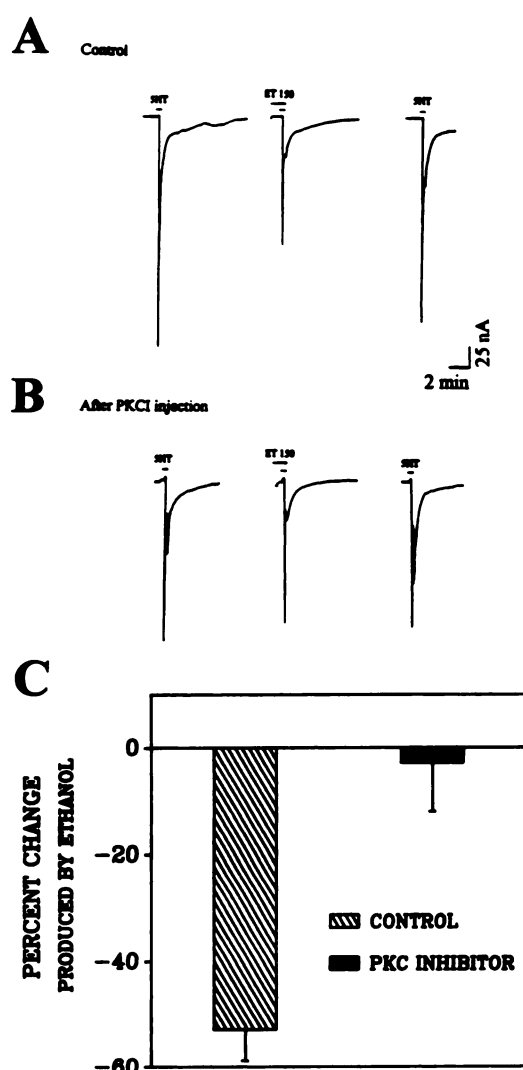 A Control
5HT ET 150 5HT
25 nA
2 min
B After PKCI injection
5HT ET 150 5HT
C
PERCENT CHANGE
PRODUCED BY ETHANOL
0
−20
−40
−60
CONTROL
PKC INHIBITOR